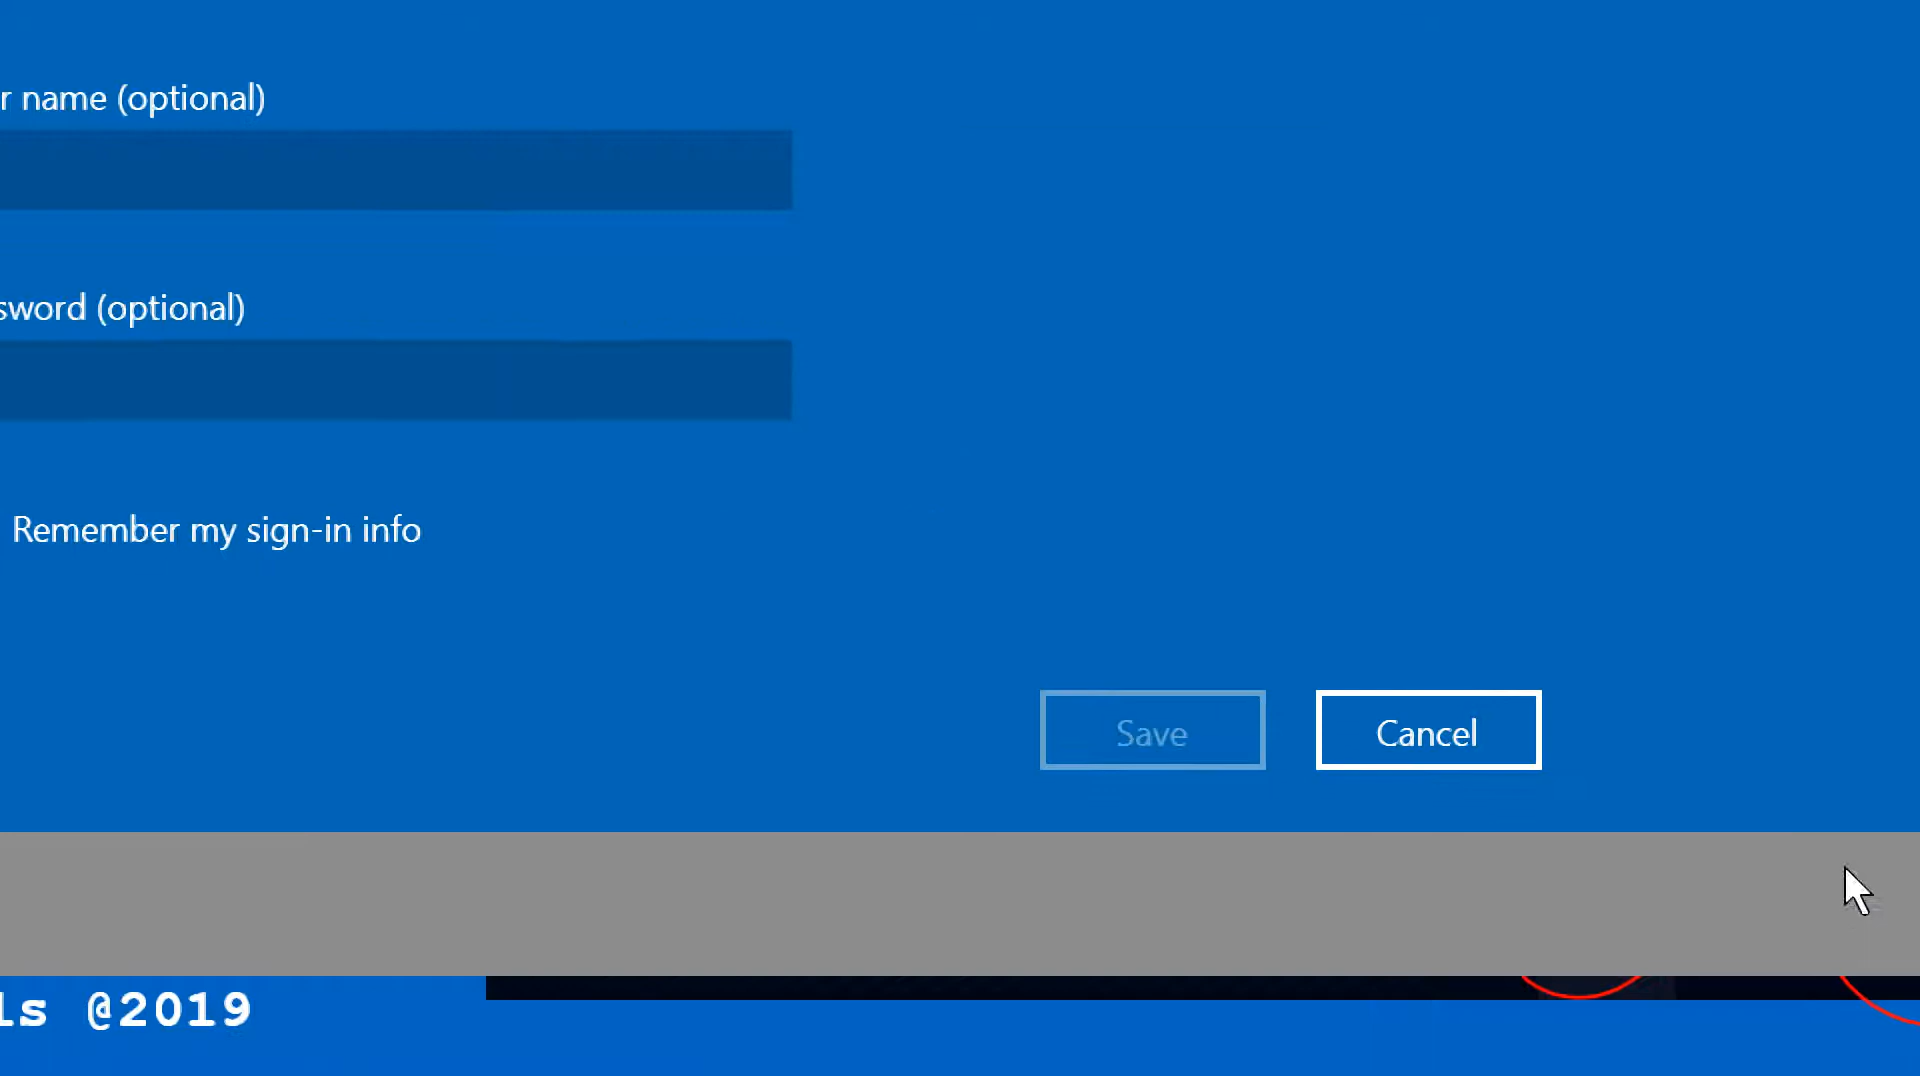 r name (optional)
sword (optional)
Remember my sign-in info
Save Cancel
ls @2019